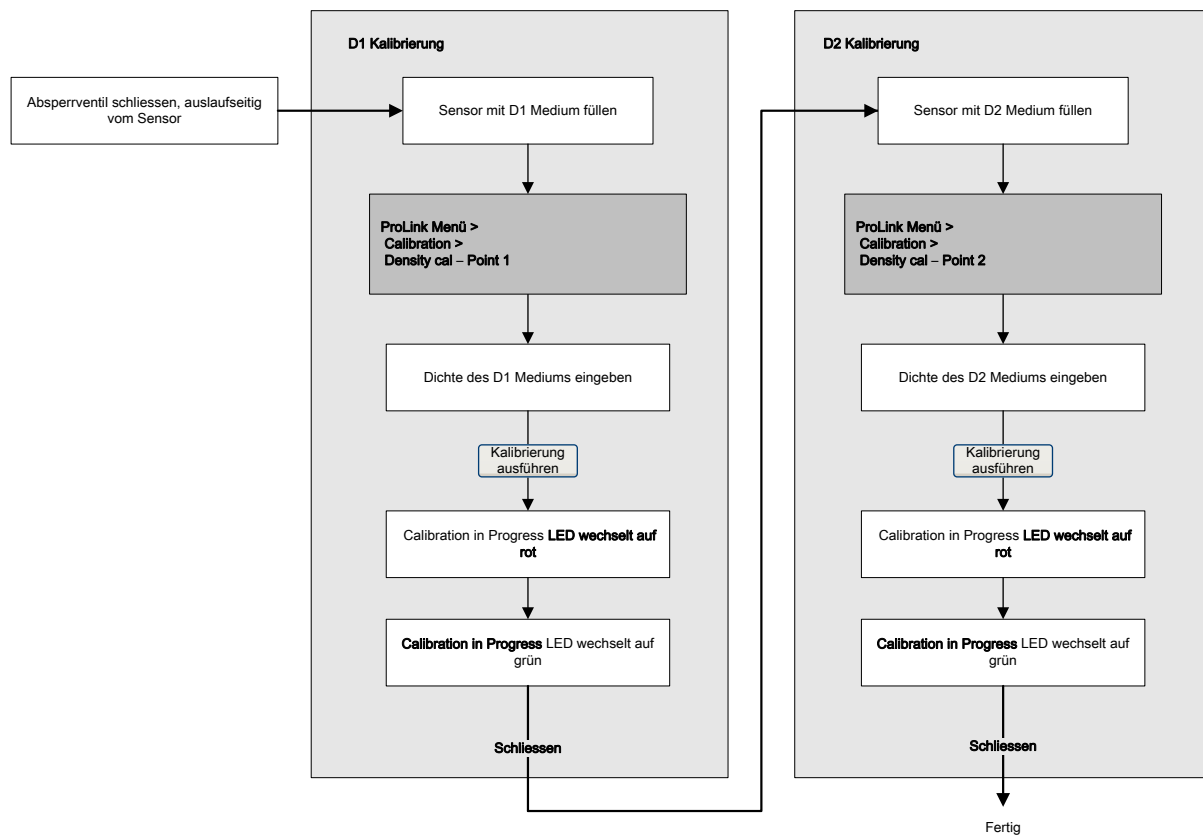 Absperrventil schliessen, auslaufseitig
vom Sensor
D1 Kalibrierung
Sensor mit D1 Medium füllen
ProLink Menü >
Calibration >
Density cal – Point 1
Dichte des D1 Mediums eingeben
Kalibrierung
ausführen
Calibration in Progress LED wechselt auf
rot
Calibration in Progress LED wechselt auf
grün
Schliessen
D2 Kalibrierung
Sensor mit D2 Medium füllen
ProLink Menü >
Calibration >
Density cal – Point 2
Dichte des D2 Mediums eingeben
Kalibrierung
ausführen
Calibration in Progress LED wechselt auf
rot
Calibration in Progress LED wechselt auf
grün
Schliessen
Fertig